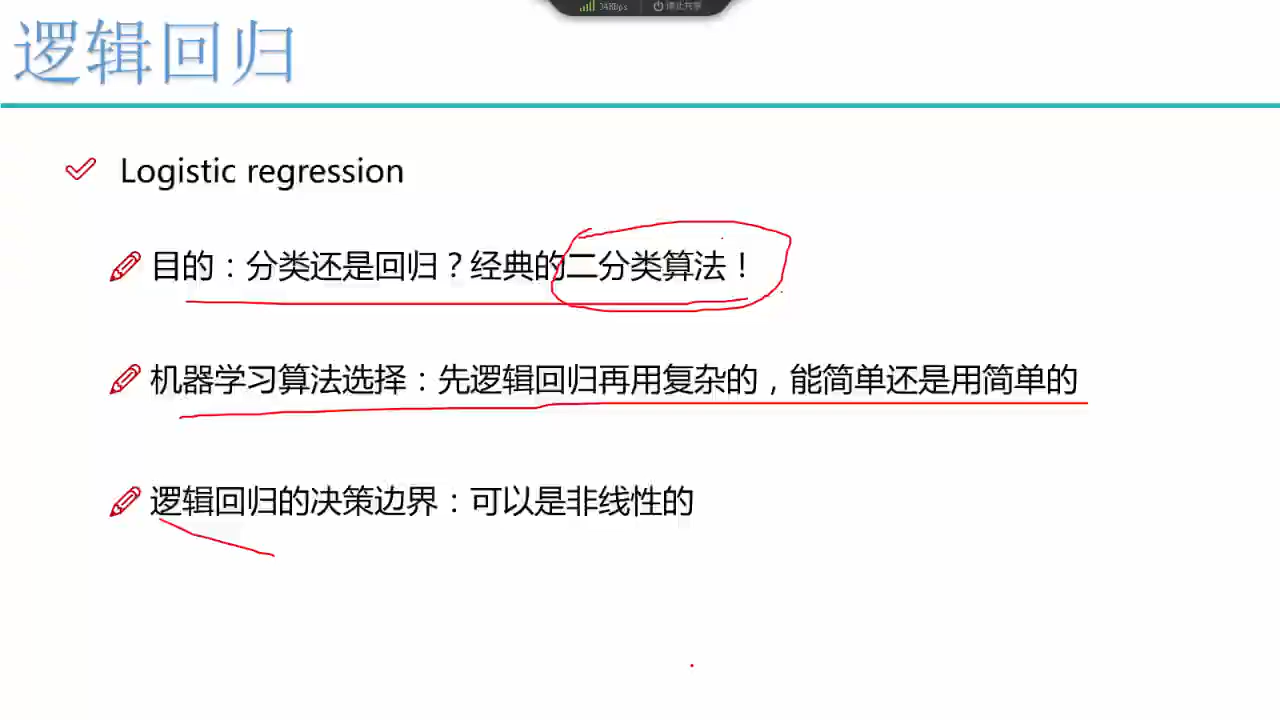 逻辑回归
Logistic regression
目的：分类还是回归？经典的二分类算法！
机器学习算法选择：先逻辑回归再用复杂的，能简单还是用简单的
逻辑回归的决策边界：可以是非线性的